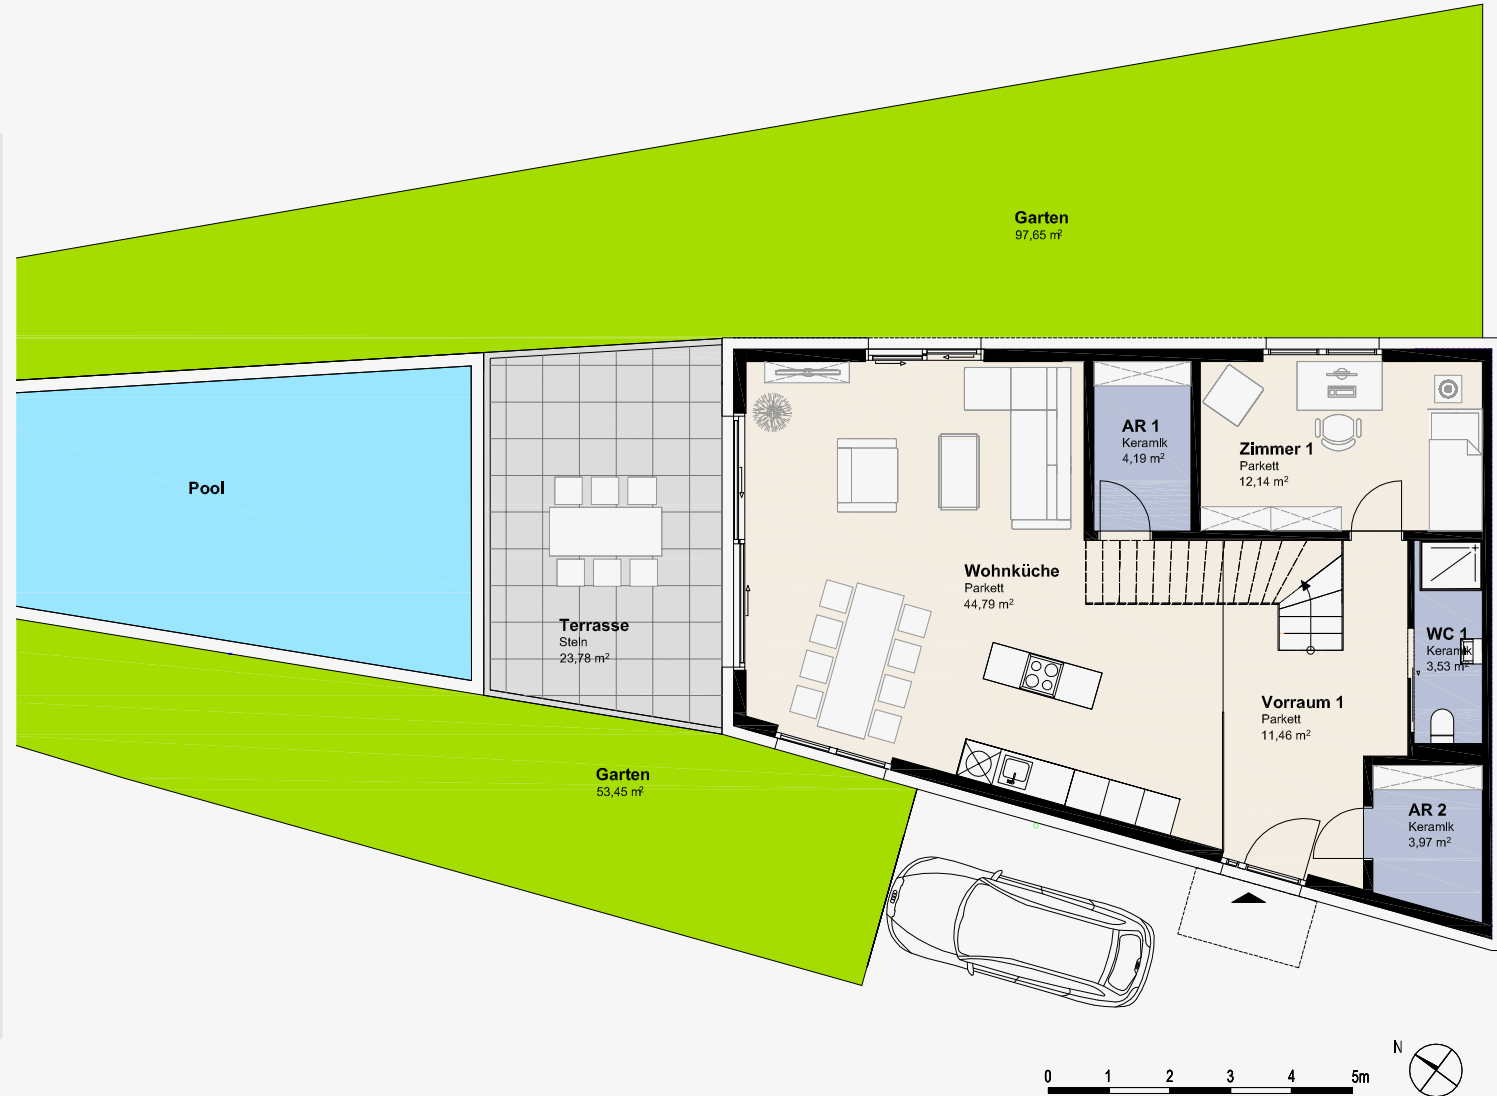 Garten
97,65 m²
AR 1
Keramik
4,19 m²
Zimmer 1
Parkett
12,14 m²
Pool
Wohnküche
Parkett
44,79 m²
Terrasse
Stein
23,78 m²
WC 1
Keramik
3,53 m²
Vorraum 1
Parkett
11,46 m²
Garten
53,45 m²
AR 2
Keramik
3,97 m²
N
0 1 2 3 4 5m